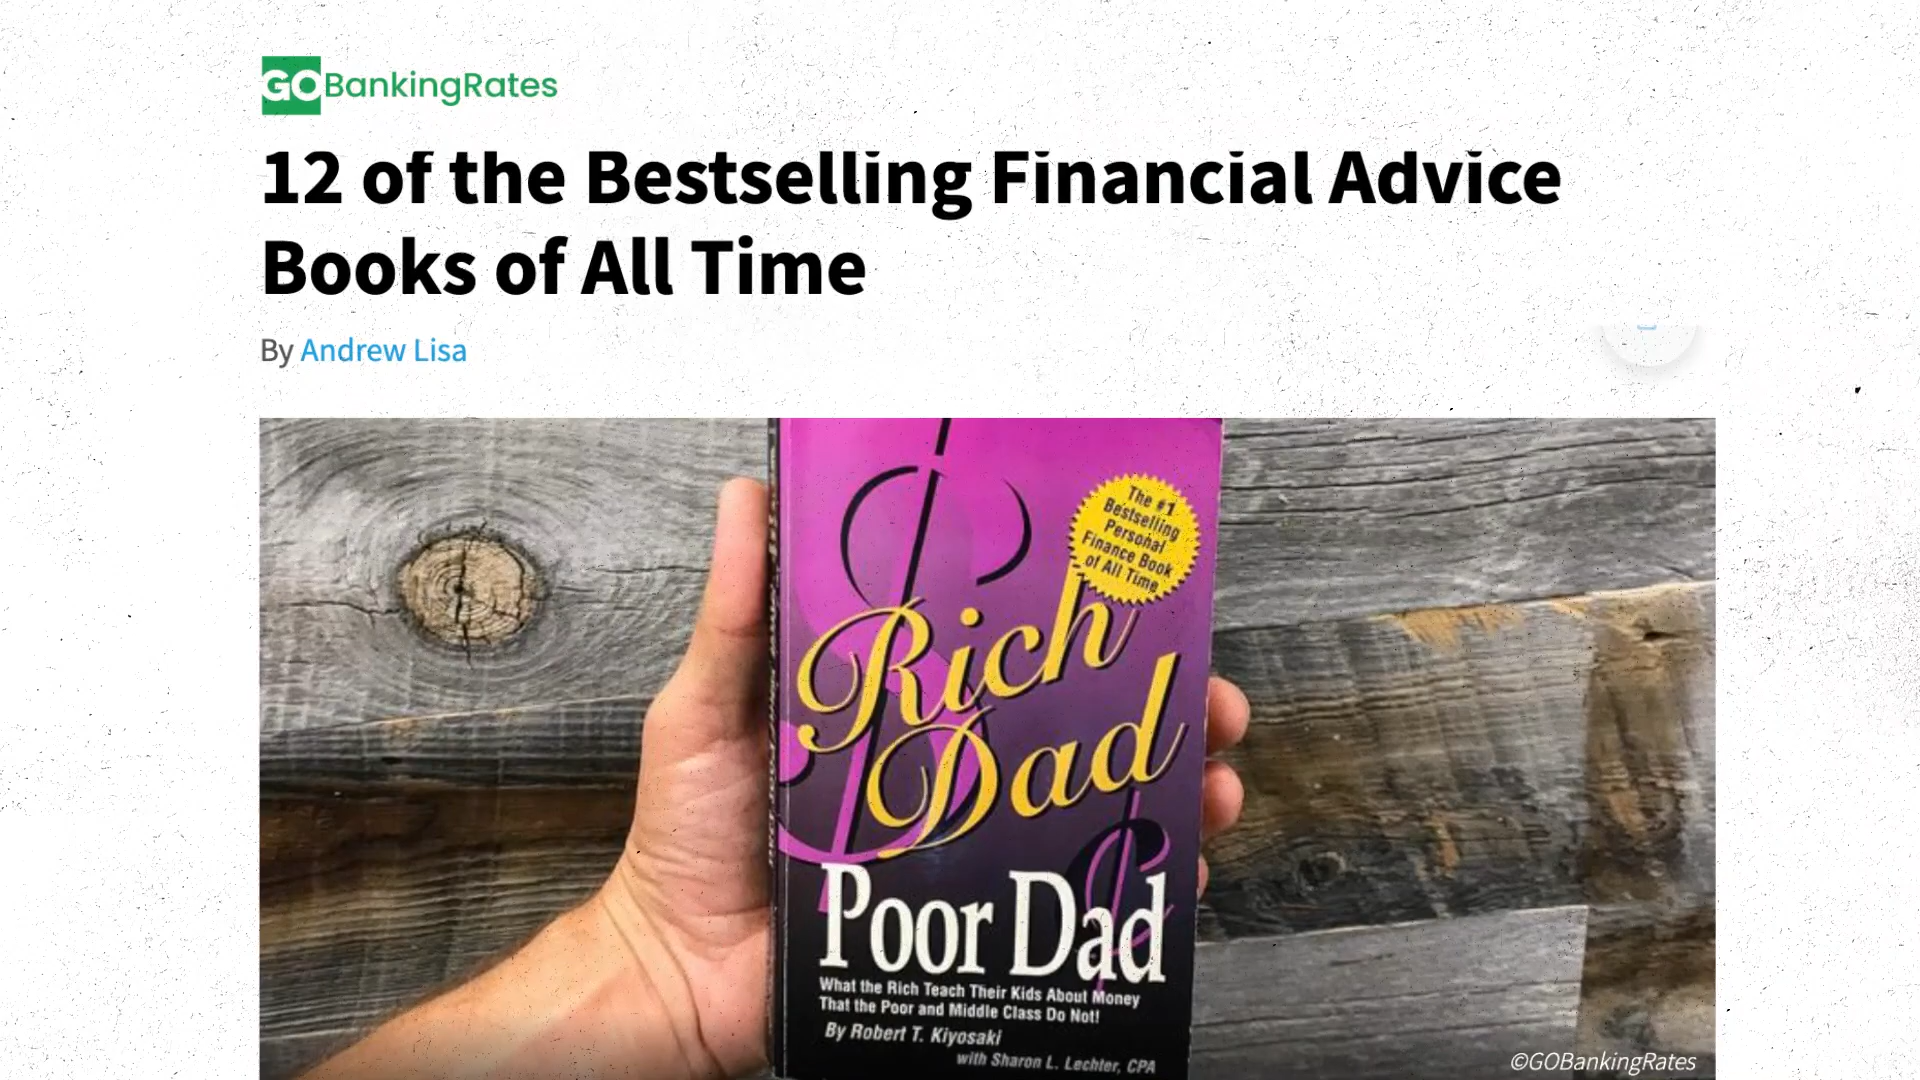 GOBankingRates
12 of the Bestselling Financial Advice
Books of All Time
By Andrew Lisa
The #1
Bestselling
Personal
Finance Book
of All Time
Rich
Dad
Poor Dad
What the Rich Teach Their Kids About Money
That the Poor and Middle Class Do Not!
By Robert T. Kiyosaki
with Sharon L. Lechter, CPA
©GOBankingRates